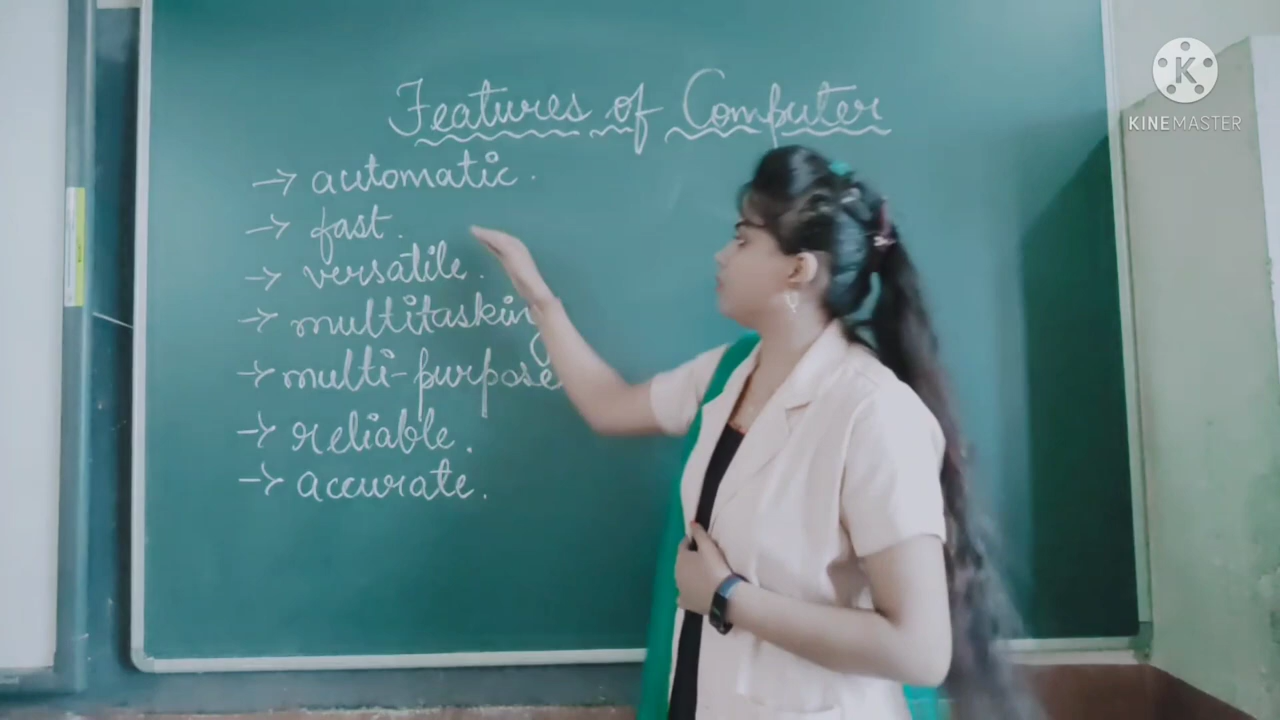 Features of Computer
→ automatic.
→ fast.
→ versatile.
→ multitasking
→ multi-purpose
→ reliable.
→ accurate.
K
KINEMASTER